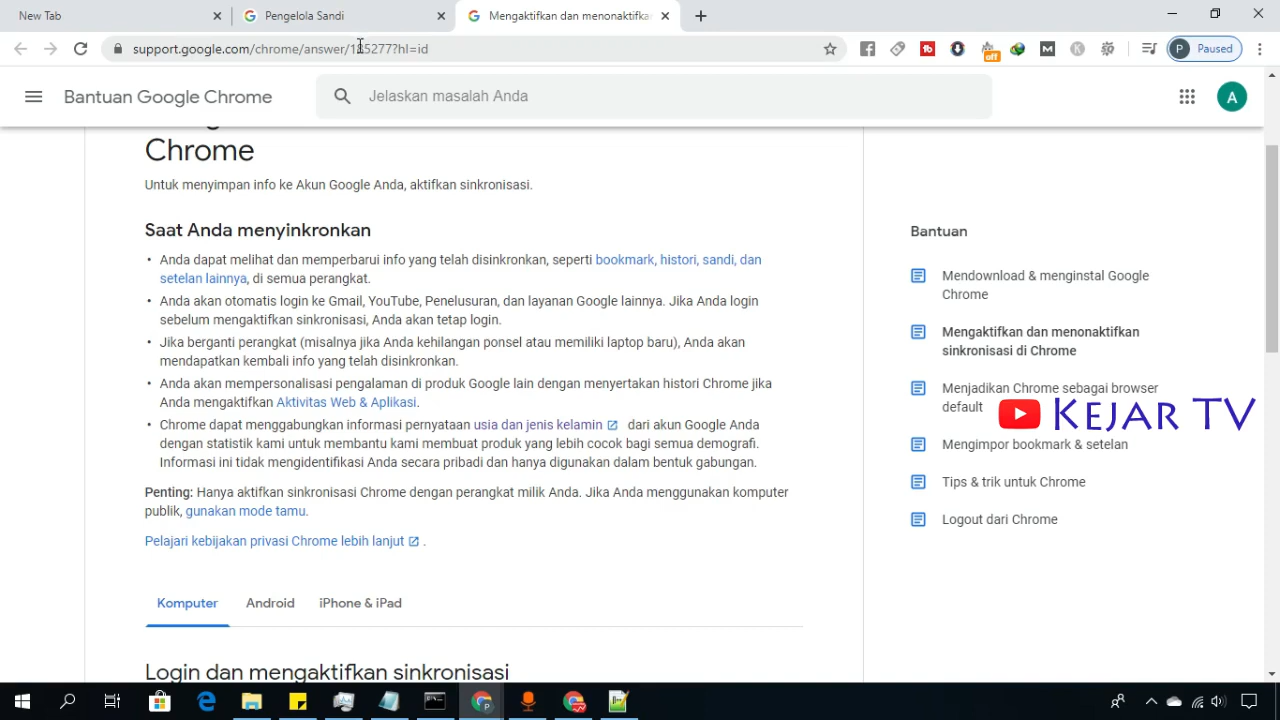 New Tab
Pengelola Sandi
Mengaktifkan dan menonaktifka
support.google.com/chrome/answer/185277?hl=id
off
M
K
P Paused
Bantuan Google Chrome
Jelaskan masalah Anda
A
Chrome
Untuk menyimpan info ke Akun Google Anda, aktifkan sinkronisasi.
Saat Anda menyinkronkan
• Anda dapat melihat dan memperbarui info yang telah disinkronkan, seperti bookmark, histori, sandi, dan
setelan lainnya, di semua perangkat.
• Anda akan otomatis login ke Gmail, YouTube, Penelusuran, dan layanan Google lainnya. Jika Anda login
sebelum mengaktifkan sinkronisasi, Anda akan tetap login.
• Jika berganti perangkat (misalnya jika Anda kehilangan ponsel atau memiliki laptop baru), Anda akan
mendapatkan kembali info yang telah disinkronkan.
• Anda akan mempersonalisasi pengalaman di produk Google lain dengan menyertakan histori Chrome jika
Anda mengaktifkan Aktivitas Web & Aplikasi.
• Chrome dapat menggabungkan informasi pernyataan usia dan jenis kelamin dari akun Google Anda
dengan statistik kami untuk membantu kami membuat produk yang lebih cocok bagi semua demografi.
Informasi ini tidak mengidentifikasi Anda secara pribadi dan hanya digunakan dalam bentuk gabungan.
Penting: Hanya aktifkan sinkronisasi Chrome dengan perangkat milik Anda. Jika Anda menggunakan komputer
publik, gunakan mode tamu.
Pelajari kebijakan privasi Chrome lebih lanjut .
Komputer
Android
iPhone & iPad
Login dan mengaktifkan sinkronisasi
Bantuan
Mendownload & menginstal Google
Chrome
Mengaktifkan dan menonaktifkan
sinkronisasi di Chrome
Menjadikan Chrome sebagai browser
default
KEJAR TV
Mengimpor bookmark & setelan
Tips & trik untuk Chrome
Logout dari Chrome